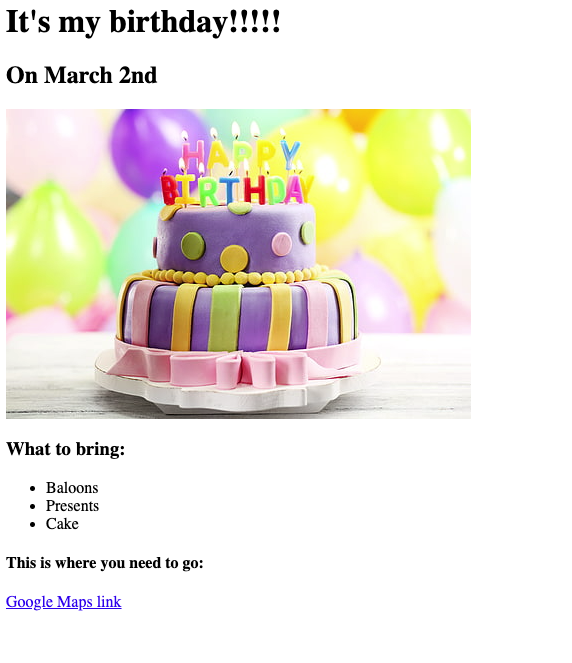 It's my birthday!!!!!
On March 2nd
HAPPY
BIRTHDAY
What to bring:
Baloons
Presents
Cake
This is where you need to go:
Google Maps link